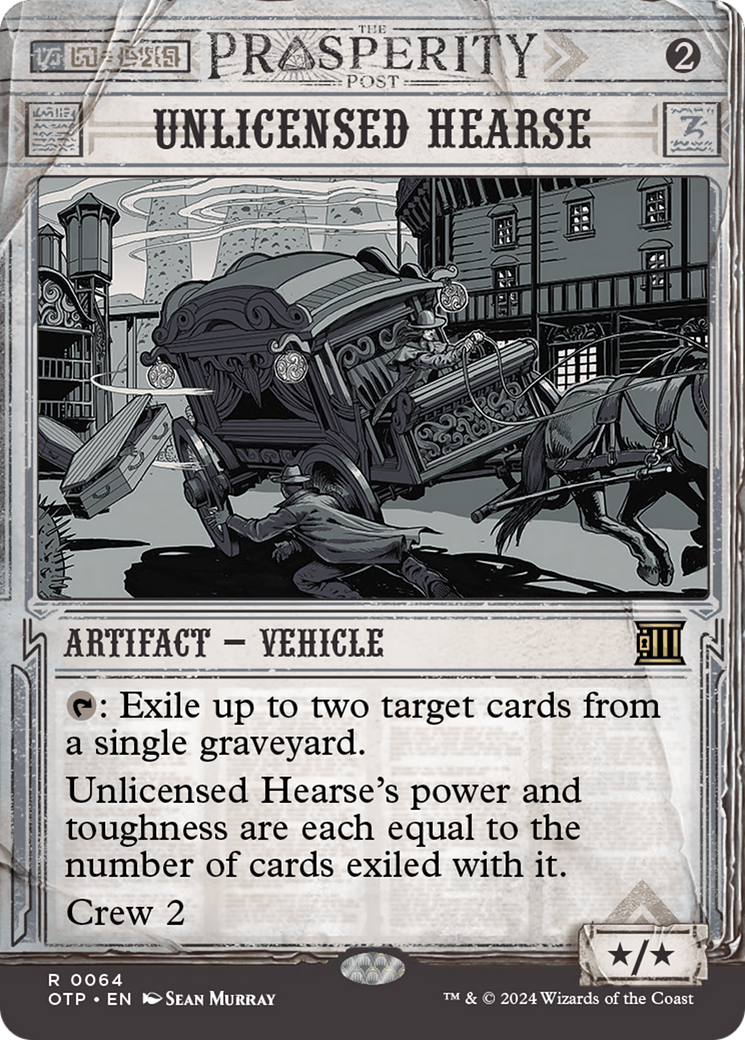 THE
PROSPERITY
POST
2
UNLICENSED HEARSE
ARTIFACT – VEHICLE
: Exile up to two target cards from
a single graveyard.
Unlicensed Hearse's power and
toughness are each equal to the
number of cards exiled with it.
Crew 2
★/★
R 0064
OTP • EN Sean Murray
™ & © 2024 Wizards of the Coast